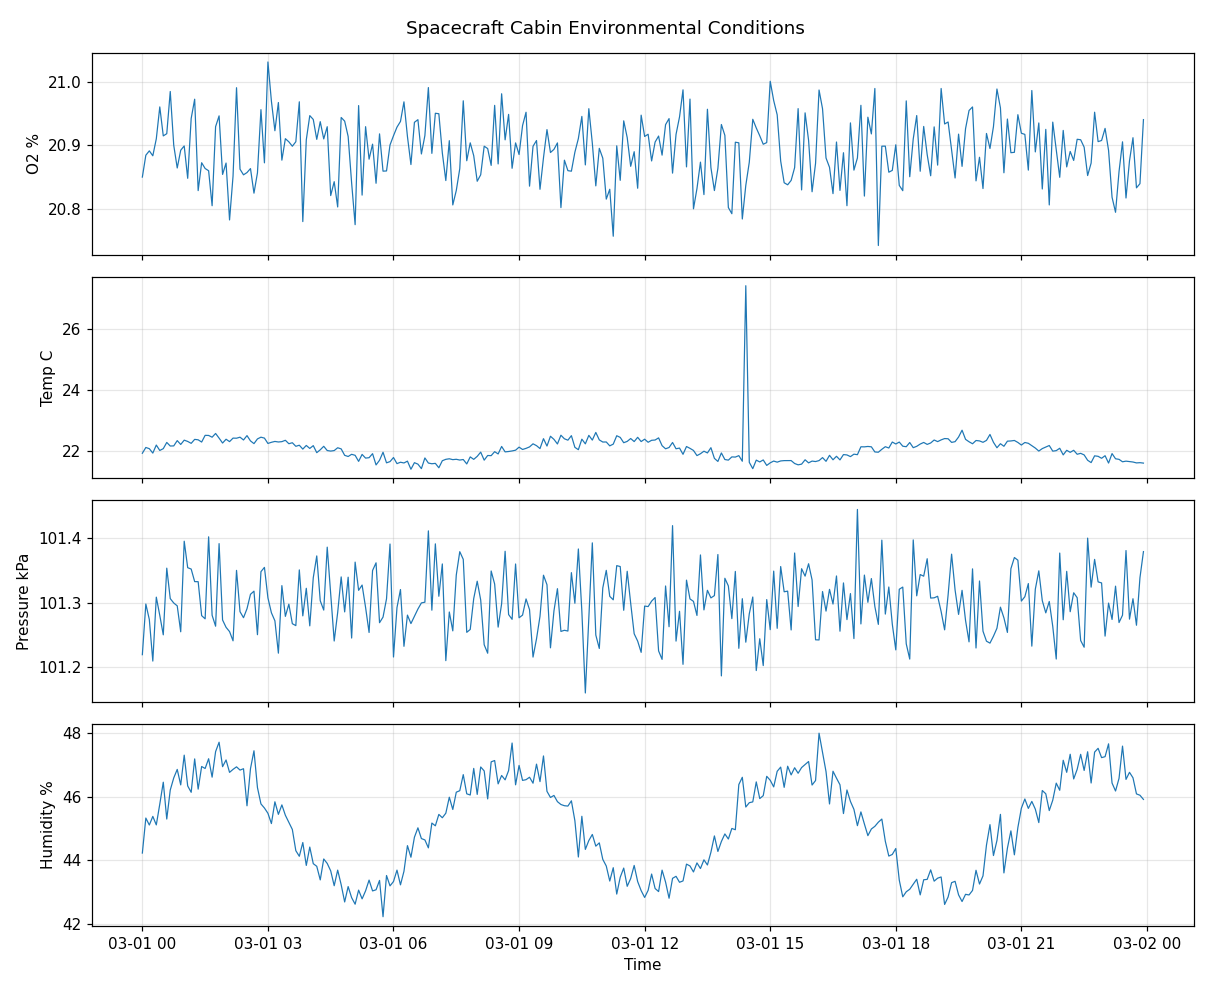 Spacecraft Cabin Environmental Conditions
O2 %
21.0
20.9
20.8
Temp C
26
24
22
Pressure kPa
101.4
101.3
101.2
Humidity %
48
46
44
42
03-01 00 03-01 03 03-01 06 03-01 09 03-01 12 03-01 15 03-01 18 03-01 21 03-02 00
Time